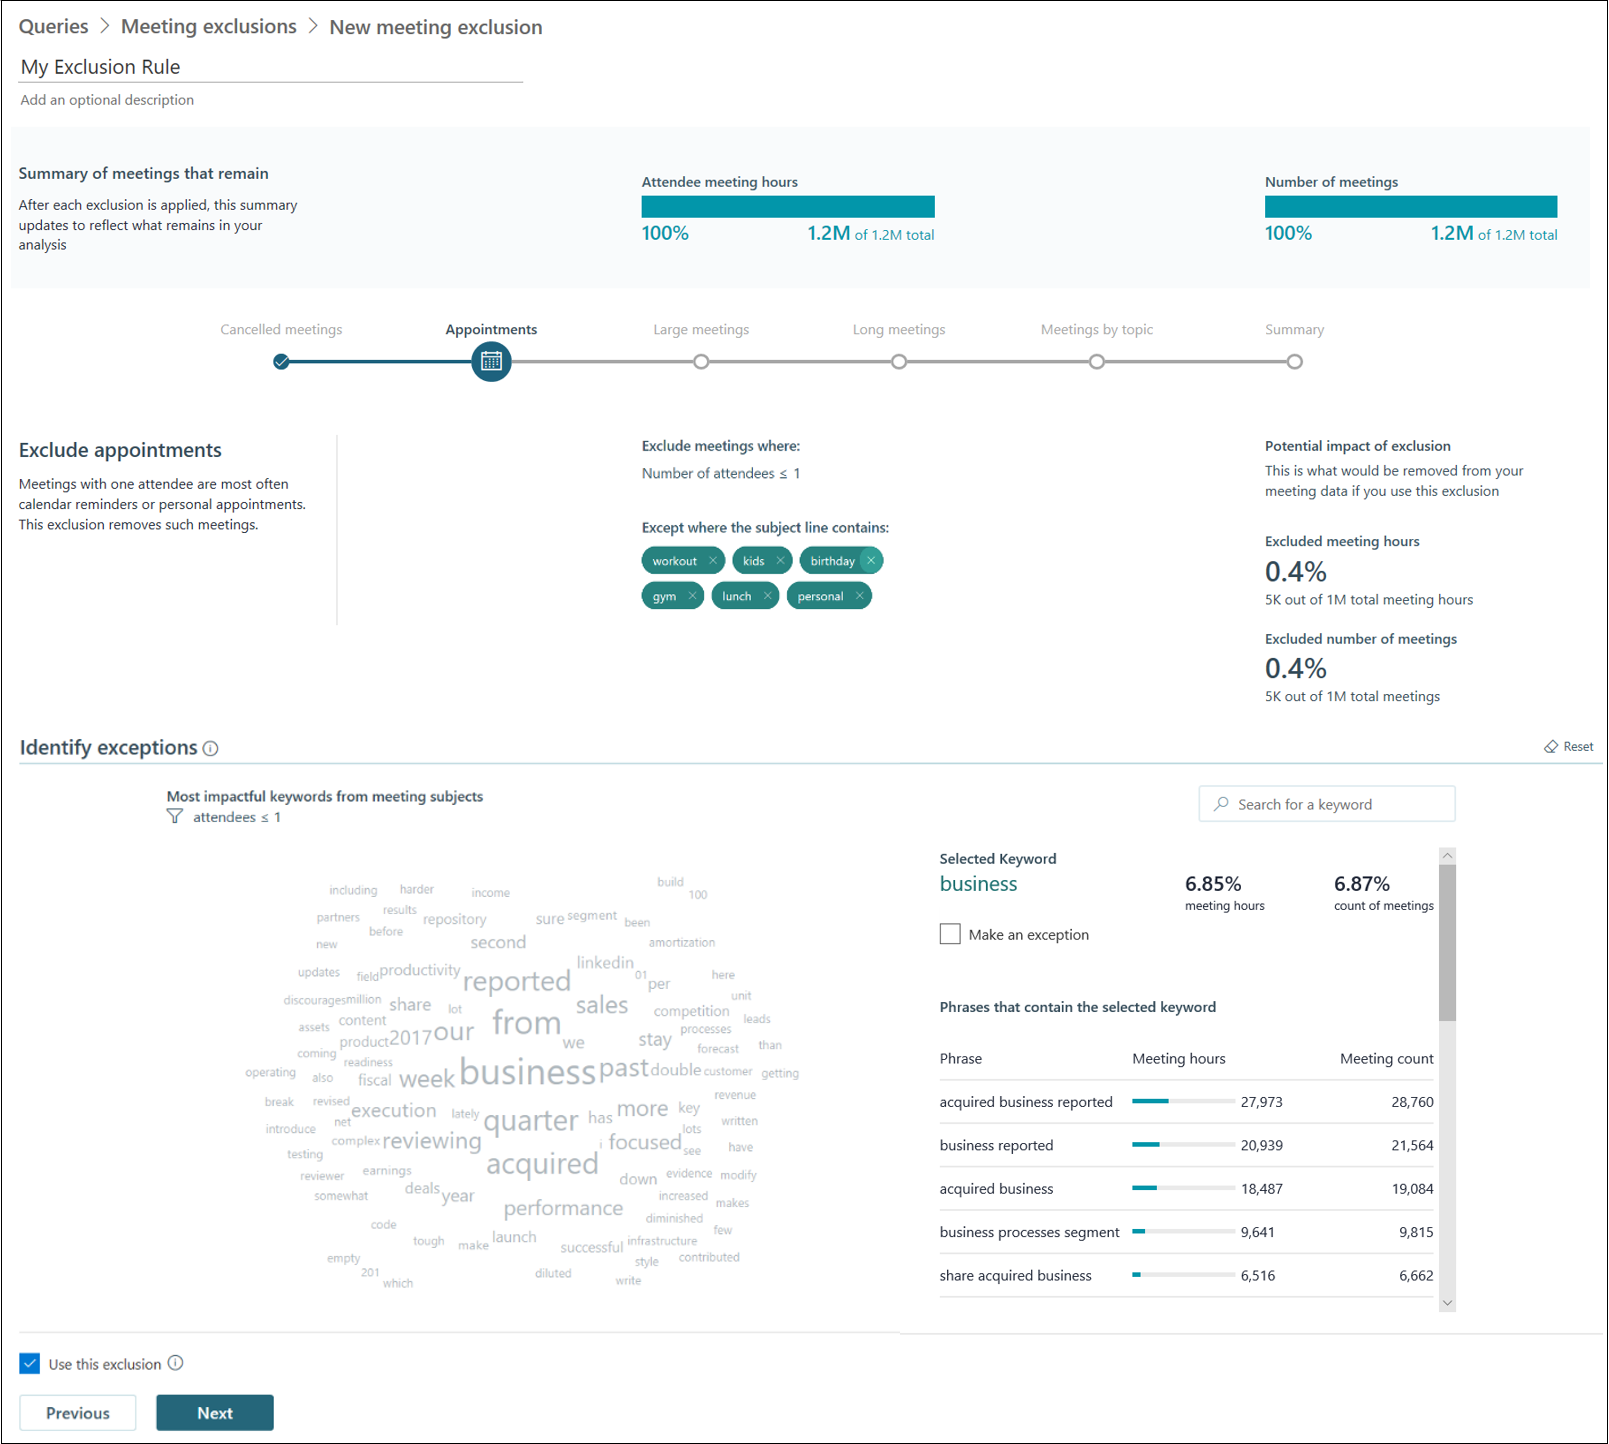 Queries > Meeting exclusions > New meeting exclusion
My Exclusion Rule
Add an optional description
Summary of meetings that remain
After each exclusion is applied, this summary
updates to reflect what remains in your
analysis
Attendee meeting hours
100% 1.2M of 1.2M total
Number of meetings
100% 1.2M of 1.2M total
Cancelled meetings Appointments Large meetings Long meetings Meetings by topic Summary
Exclude appointments
Meetings with one attendee are most often
calendar reminders or personal appointments.
This exclusion removes such meetings.
Exclude meetings where:
Number of attendees ≤ 1
Except where the subject line contains:
workout × kids × birthday ×
gym × lunch × personal ×
Potential impact of exclusion
This is what would be removed from your
meeting data if you use this exclusion
Excluded meeting hours
0.4%
5K out of 1M total meeting hours
Excluded number of meetings
0.4%
5K out of 1M total meetings
Identify exceptions
Reset
Most impactful keywords from meeting subjects
attendees ≤ 1
build
including harder income 100
results
partners repository sure segment been
before
new second amortization
linkedin
updates field productivity reported 01 per here
unit
discourages million share lot sales competition
content from leads
assets product 2017 our we stay processes
coming readiness forecast than
operating also fiscal week business past double customer getting
revenue
break revised execution lately quarter has more key written
introduce net lots
complex reviewing i focused see have
testing acquired
reviewer earnings down evidence modify
somewhat deals year increased makes
performance diminished
code few
tough make launch successful infrastructure
empty style contributed
201 which diluted write
Search for a keyword
Selected Keyword
business
6.85%
meeting hours
6.87%
count of meetings
Make an exception
Phrases that contain the selected keyword
Phrase Meeting hours Meeting count
acquired business reported 27,973 28,760
business reported 20,939 21,564
acquired business 18,487 19,084
business processes segment 9,641 9,815
share acquired business 6,516 6,662
Use this exclusion
Previous Next